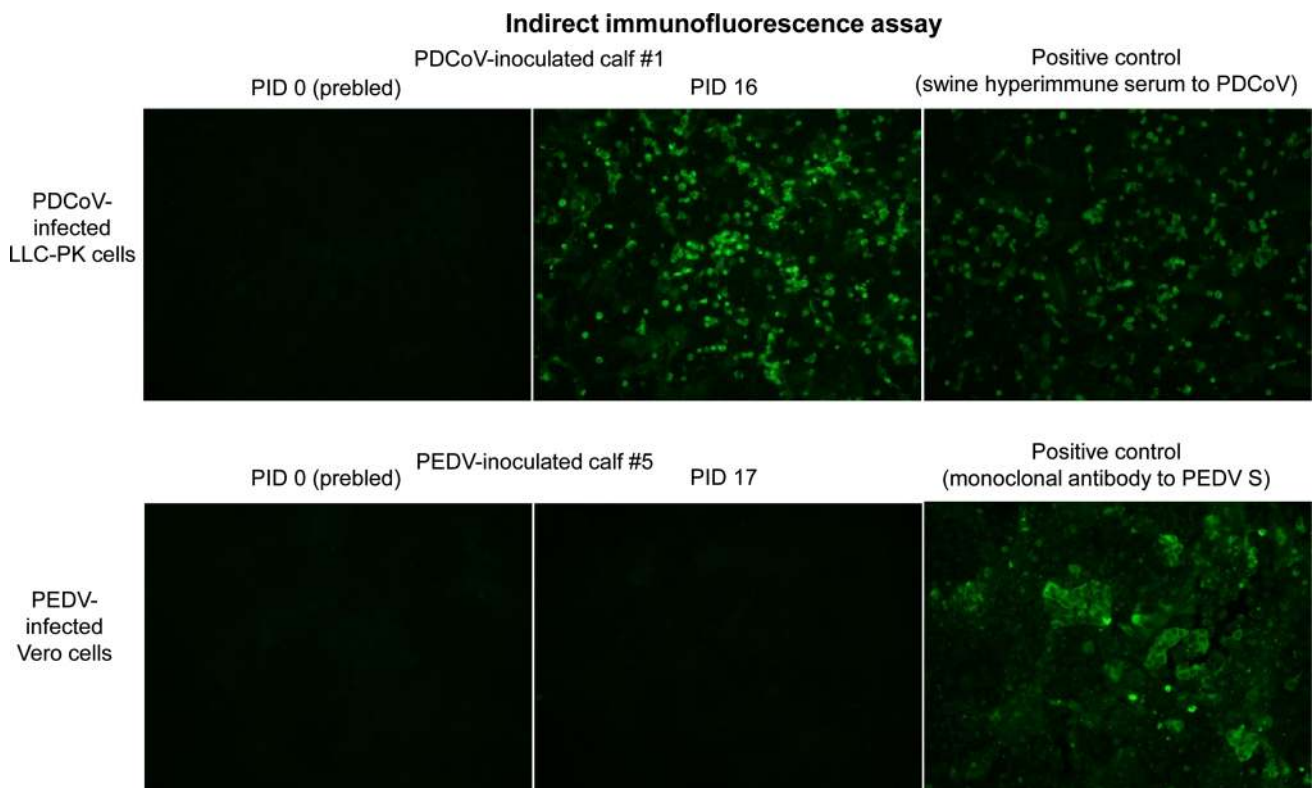 Indirect immunofluorescence assay
PDCoV-inoculated calf #1
PID 0 (prebled)
PID 16
Positive control
(swine hyperimmune serum to PDCoV)
PDCoV-
infected
LLC-PK cells
PEDV-inoculated calf #5
PID 0 (prebled)
PID 17
Positive control
(monoclonal antibody to PEDV S)
PEDV-
infected
Vero cells